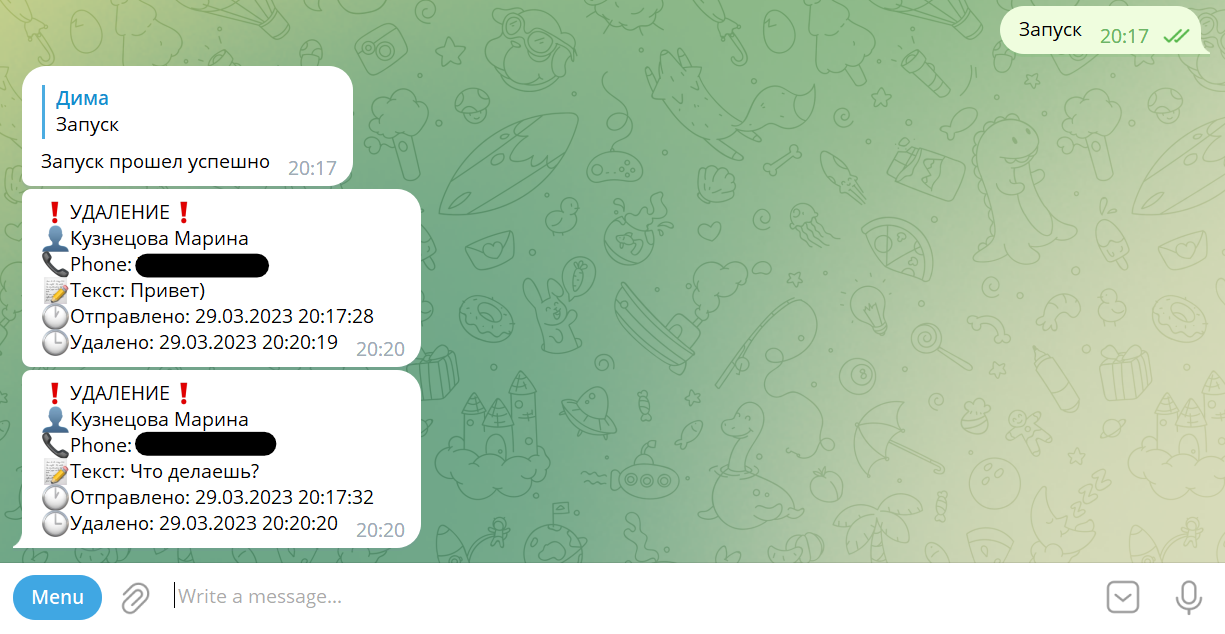 Запуск 20:17
Дима
Запуск
Запуск прошел успешно 20:17
❗УДАЛЕНИЕ❗
👤Кузнецова Марина
📞Phone:
📝Текст: Привет)
🕐Отправлено: 29.03.2023 20:17:28
🕒Удалено: 29.03.2023 20:20:19 20:20
❗УДАЛЕНИЕ❗
👤Кузнецова Марина
📞Phone:
📝Текст: Что делаешь?
🕐Отправлено: 29.03.2023 20:17:32
🕒Удалено: 29.03.2023 20:20:20 20:20
Menu Write a message...